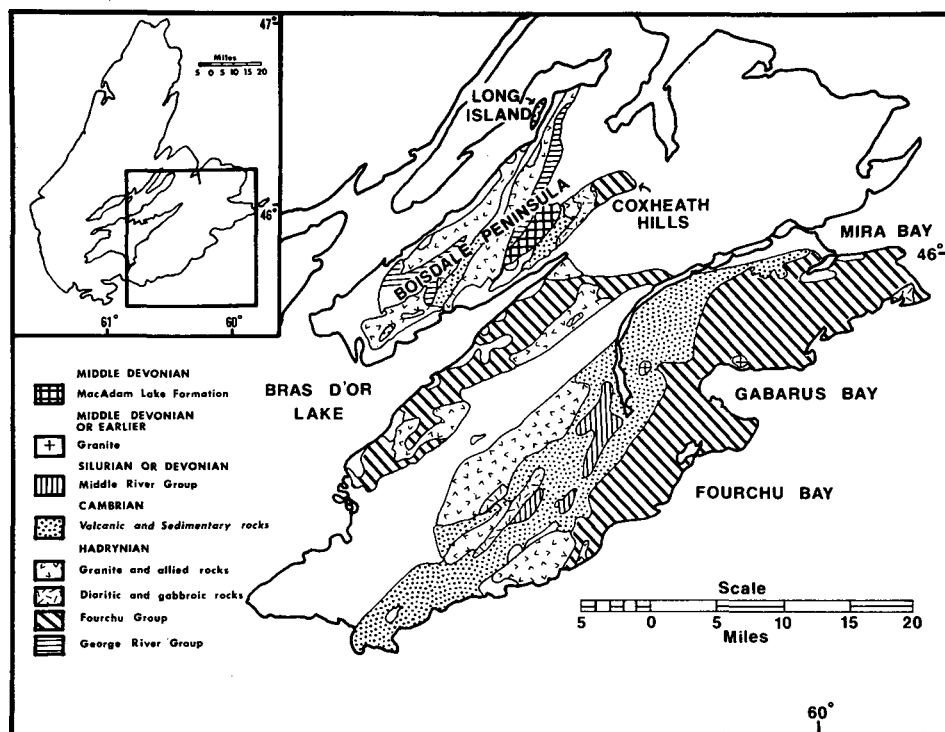 47°
Miles
5 0 5 10 15 20
46°
61°
60°
LONG
ISLAND
BOISDALE PENINSULA
COXHEATH
HILLS
MIRA BAY
46°
BRAS D'OR
LAKE
GABARUS BAY
FOURCHU BAY
MIDDLE DEVONIAN
MacAdam Lake Formation
MIDDLE DEVONIAN
OR EARLIER
Granite
SILURIAN OR DEVONIAN
Middle River Group
CAMBRIAN
Volcanic and Sedimentary rocks
HADRYNIAN
Granite and allied rocks
Dioritic and gabbroic rocks
Fourchu Group
George River Group
Scale
5 0 5 10 15 20
Miles
60°